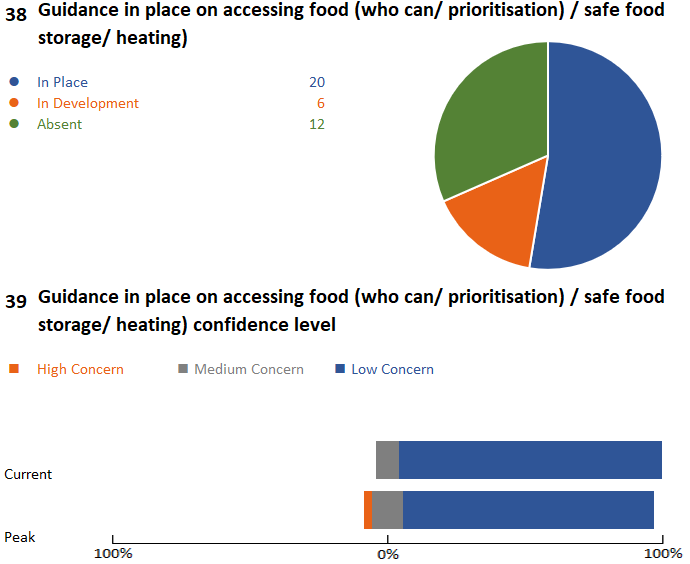 38 Guidance in place on accessing food (who can/ prioritisation) / safe food
storage/ heating)
In Place 20
In Development 6
Absent 12
39 Guidance in place on accessing food (who can/ prioritisation) / safe food
storage/ heating) confidence level
High Concern Medium Concern Low Concern
Current
Peak
100% 0% 100%